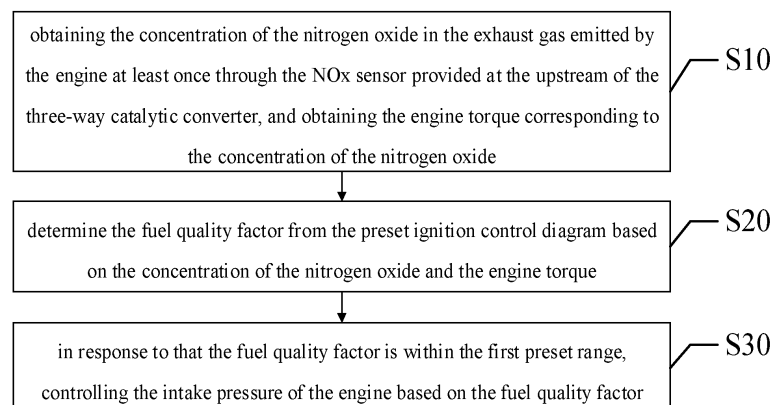 obtaining the concentration of the nitrogen oxide in the exhaust gas emitted by
the engine at least once through the NOx sensor provided at the upstream of the
three-way catalytic converter, and obtaining the engine torque corresponding to
the concentration of the nitrogen oxide
S10
determine the fuel quality factor from the preset ignition control diagram based
on the concentration of the nitrogen oxide and the engine torque
S20
in response to that the fuel quality factor is within the first preset range,
controlling the intake pressure of the engine based on the fuel quality factor
S30